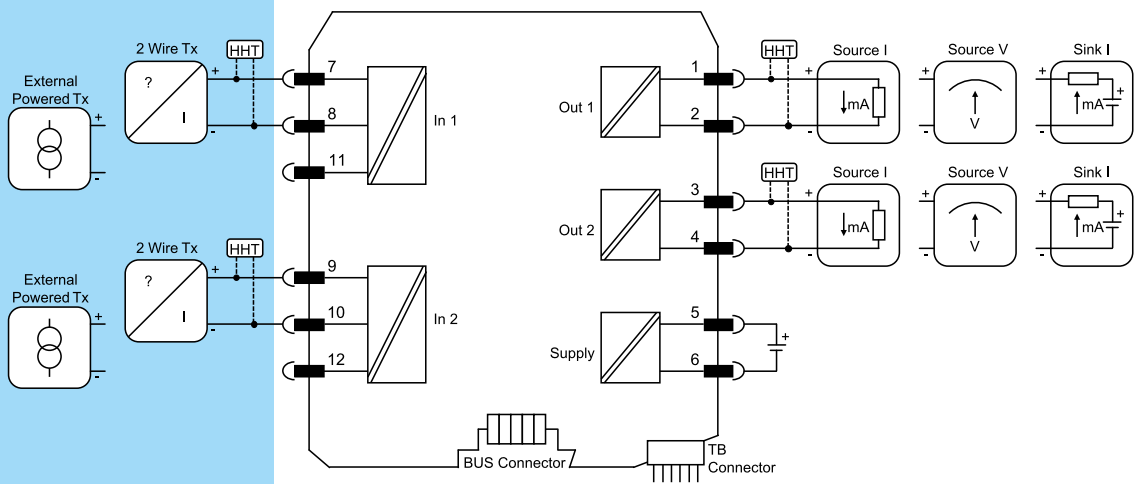 2 Wire Tx
HHT
7
External
Powered Tx
?
I
+
-
+
-
8
11
In 1
2 Wire Tx
HHT
9
External
Powered Tx
?
I
+
-
+
-
10
12
In 2
1
HHT
Source I
Source V
Sink I
Out 1
2
+
-
mA
+
-
V
+
-
mA
+
3
HHT
Source I
Source V
Sink I
Out 2
4
+
-
mA
+
-
V
+
-
mA
+
5
Supply
6
+
BUS Connector
TB
Connector